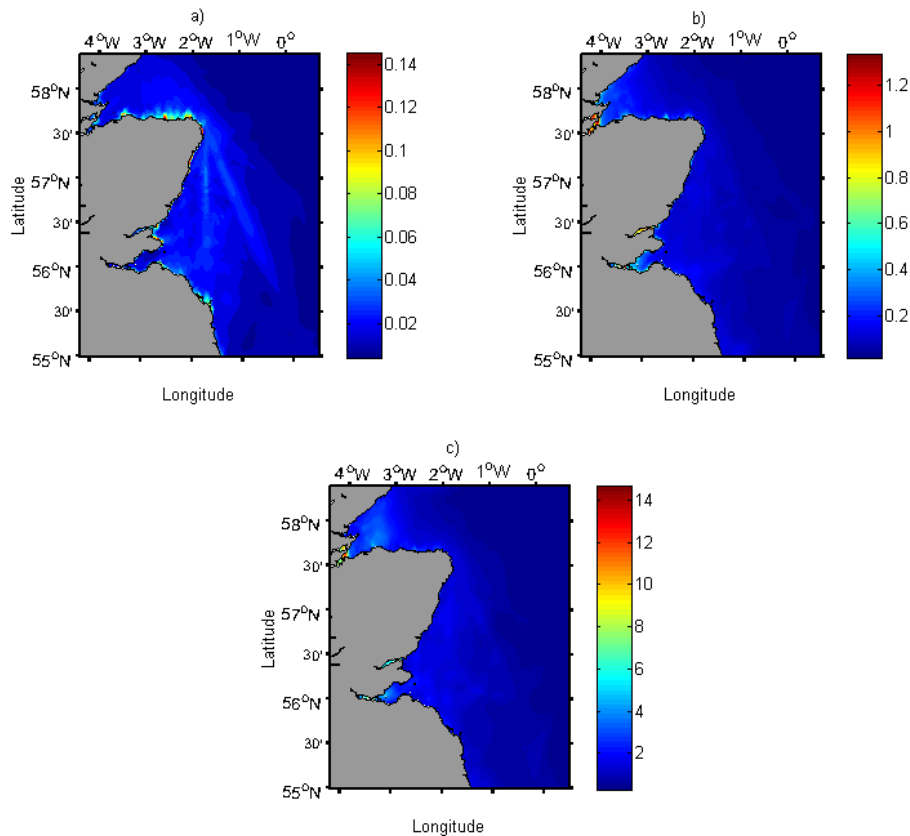 a)
4°W 3°W 2°W 1°W 0°
58°N
30'
57°N
30'
56°N
30'
55°N
Latitude
Longitude
0.14
0.12
0.10
0.08
0.06
0.04
0.02
b)
4°W 3°W 2°W 1°W 0°
58°N
30'
57°N
30'
56°N
30'
55°N
Latitude
Longitude
1.2
1
0.8
0.6
0.4
0.2
c)
4°W 3°W 2°W 1°W 0°
58°N
30'
57°N
30'
56°N
30'
55°N
Latitude
Longitude
14
12
10
8
6
4
2